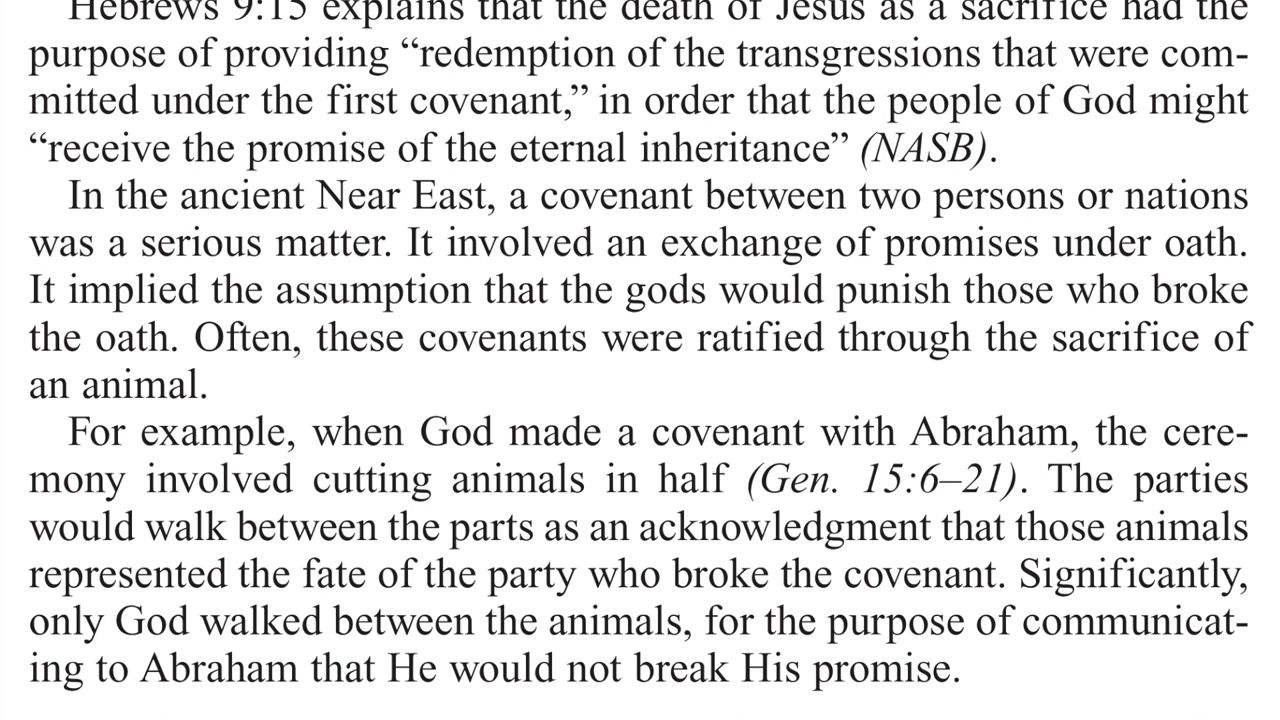 Hebrews 9:15 explains that the death of Jesus as a sacrifice had the
purpose of providing “redemption of the transgressions that were com-
mitted under the first covenant,” in order that the people of God might
“receive the promise of the eternal inheritance” (NASB).
In the ancient Near East, a covenant between two persons or nations
was a serious matter. It involved an exchange of promises under oath.
It implied the assumption that the gods would punish those who broke
the oath. Often, these covenants were ratified through the sacrifice of
an animal.
For example, when God made a covenant with Abraham, the cere-
mony involved cutting animals in half (Gen. 15:6–21). The parties
would walk between the parts as an acknowledgment that those animals
represented the fate of the party who broke the covenant. Significantly,
only God walked between the animals, for the purpose of communicat-
ing to Abraham that He would not break His promise.